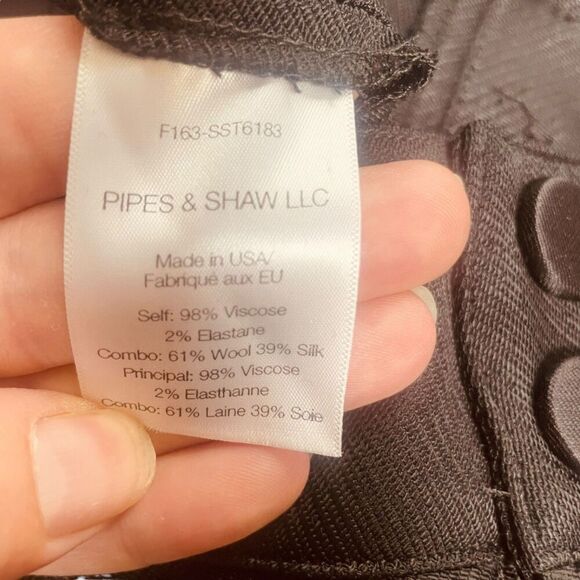 F163-SST6183
PIPES & SHAW LLC
Made in USA/
Fabriqué aux EU
Self: 98% Viscose
2% Elastane
Combo: 61% Wool 39% Silk
Principal: 98% Viscose
2% Elasthanne
Combo: 61% Laine 39% Soie